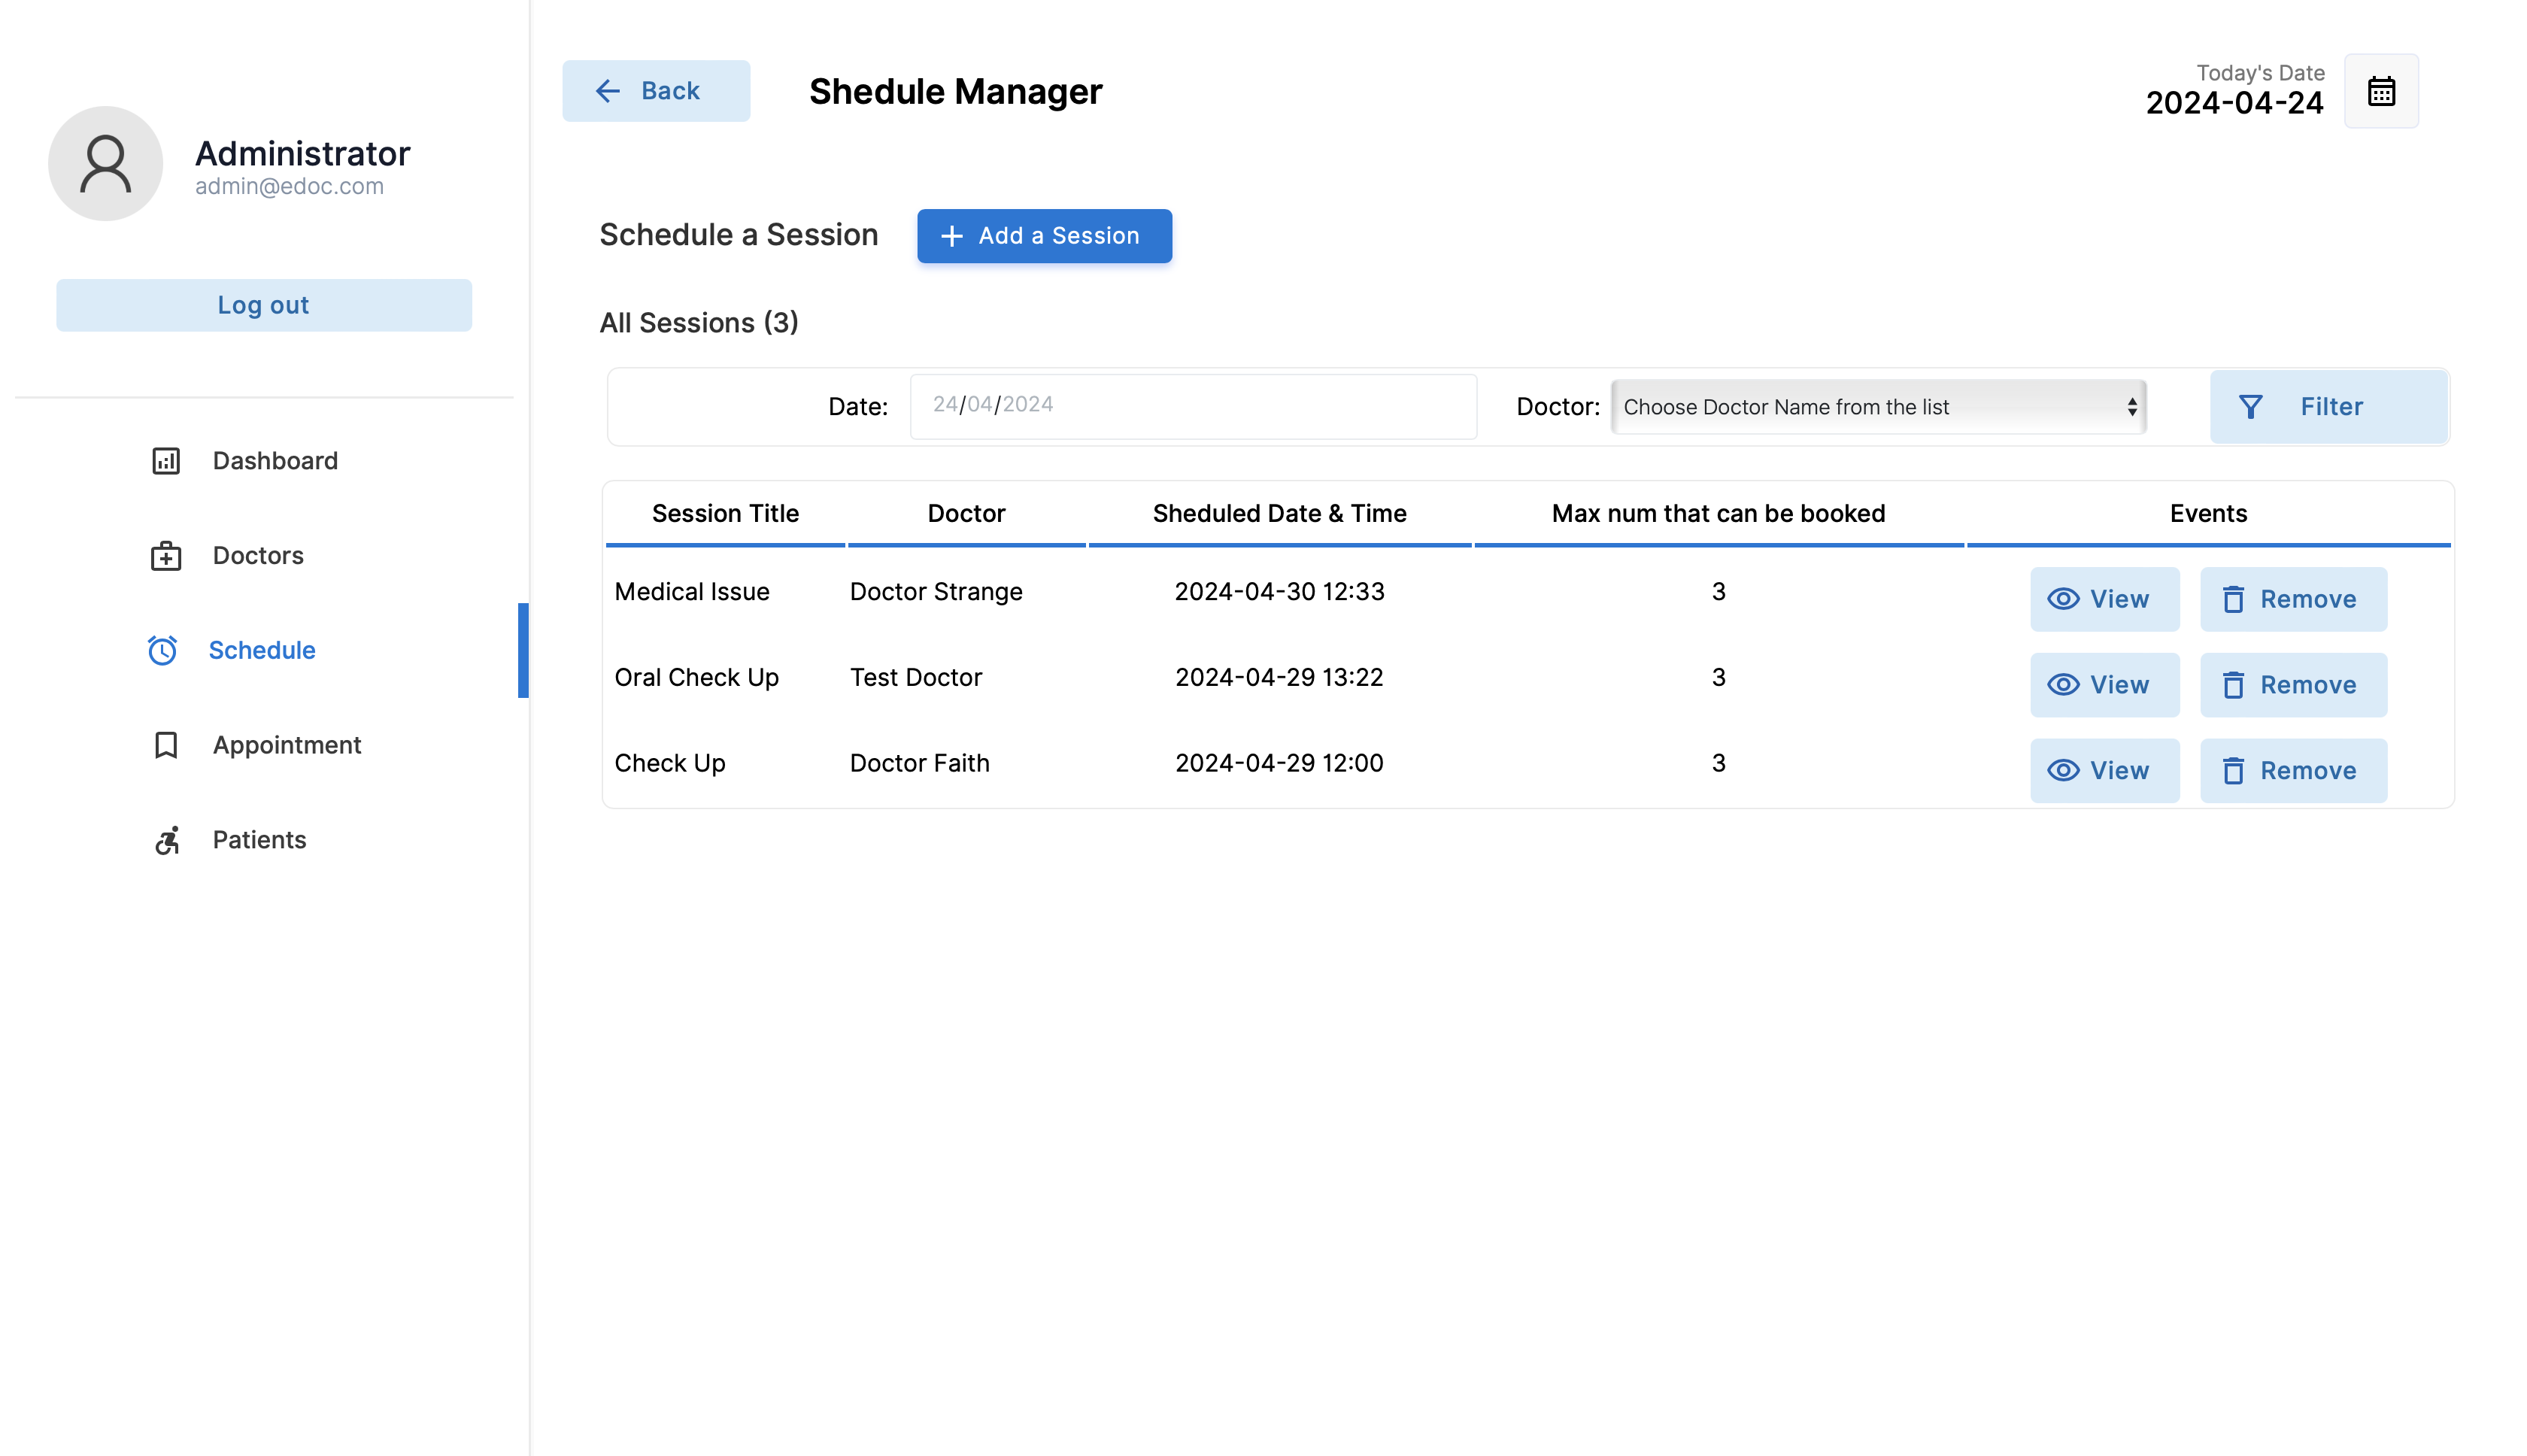 Administrator
admin@edoc.com
Log out
Dashboard
Doctors
Schedule
Appointment
Patients
Back
Shedule Manager
Today's Date
2024-04-24
Schedule a Session
Add a Session
All Sessions (3)
Date: 24/04/2024 Doctor: Choose Doctor Name from the list Filter
Session Title Doctor Sheduled Date & Time Max num that can be booked Events
Medical Issue Doctor Strange 2024-04-30 12:33 3 View Remove
Oral Check Up Test Doctor 2024-04-29 13:22 3 View Remove
Check Up Doctor Faith 2024-04-29 12:00 3 View Remove